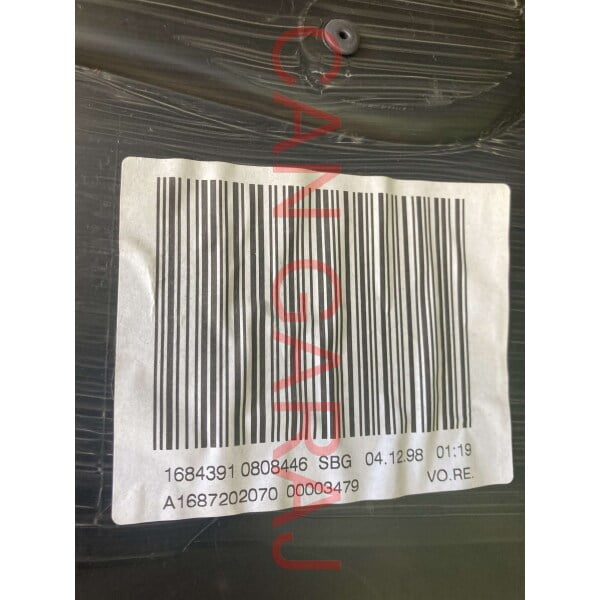 1684391 0808446 SBG 04.12.98 01:19
A1687202070 00003479 VO.RE.
CAN GARAJ